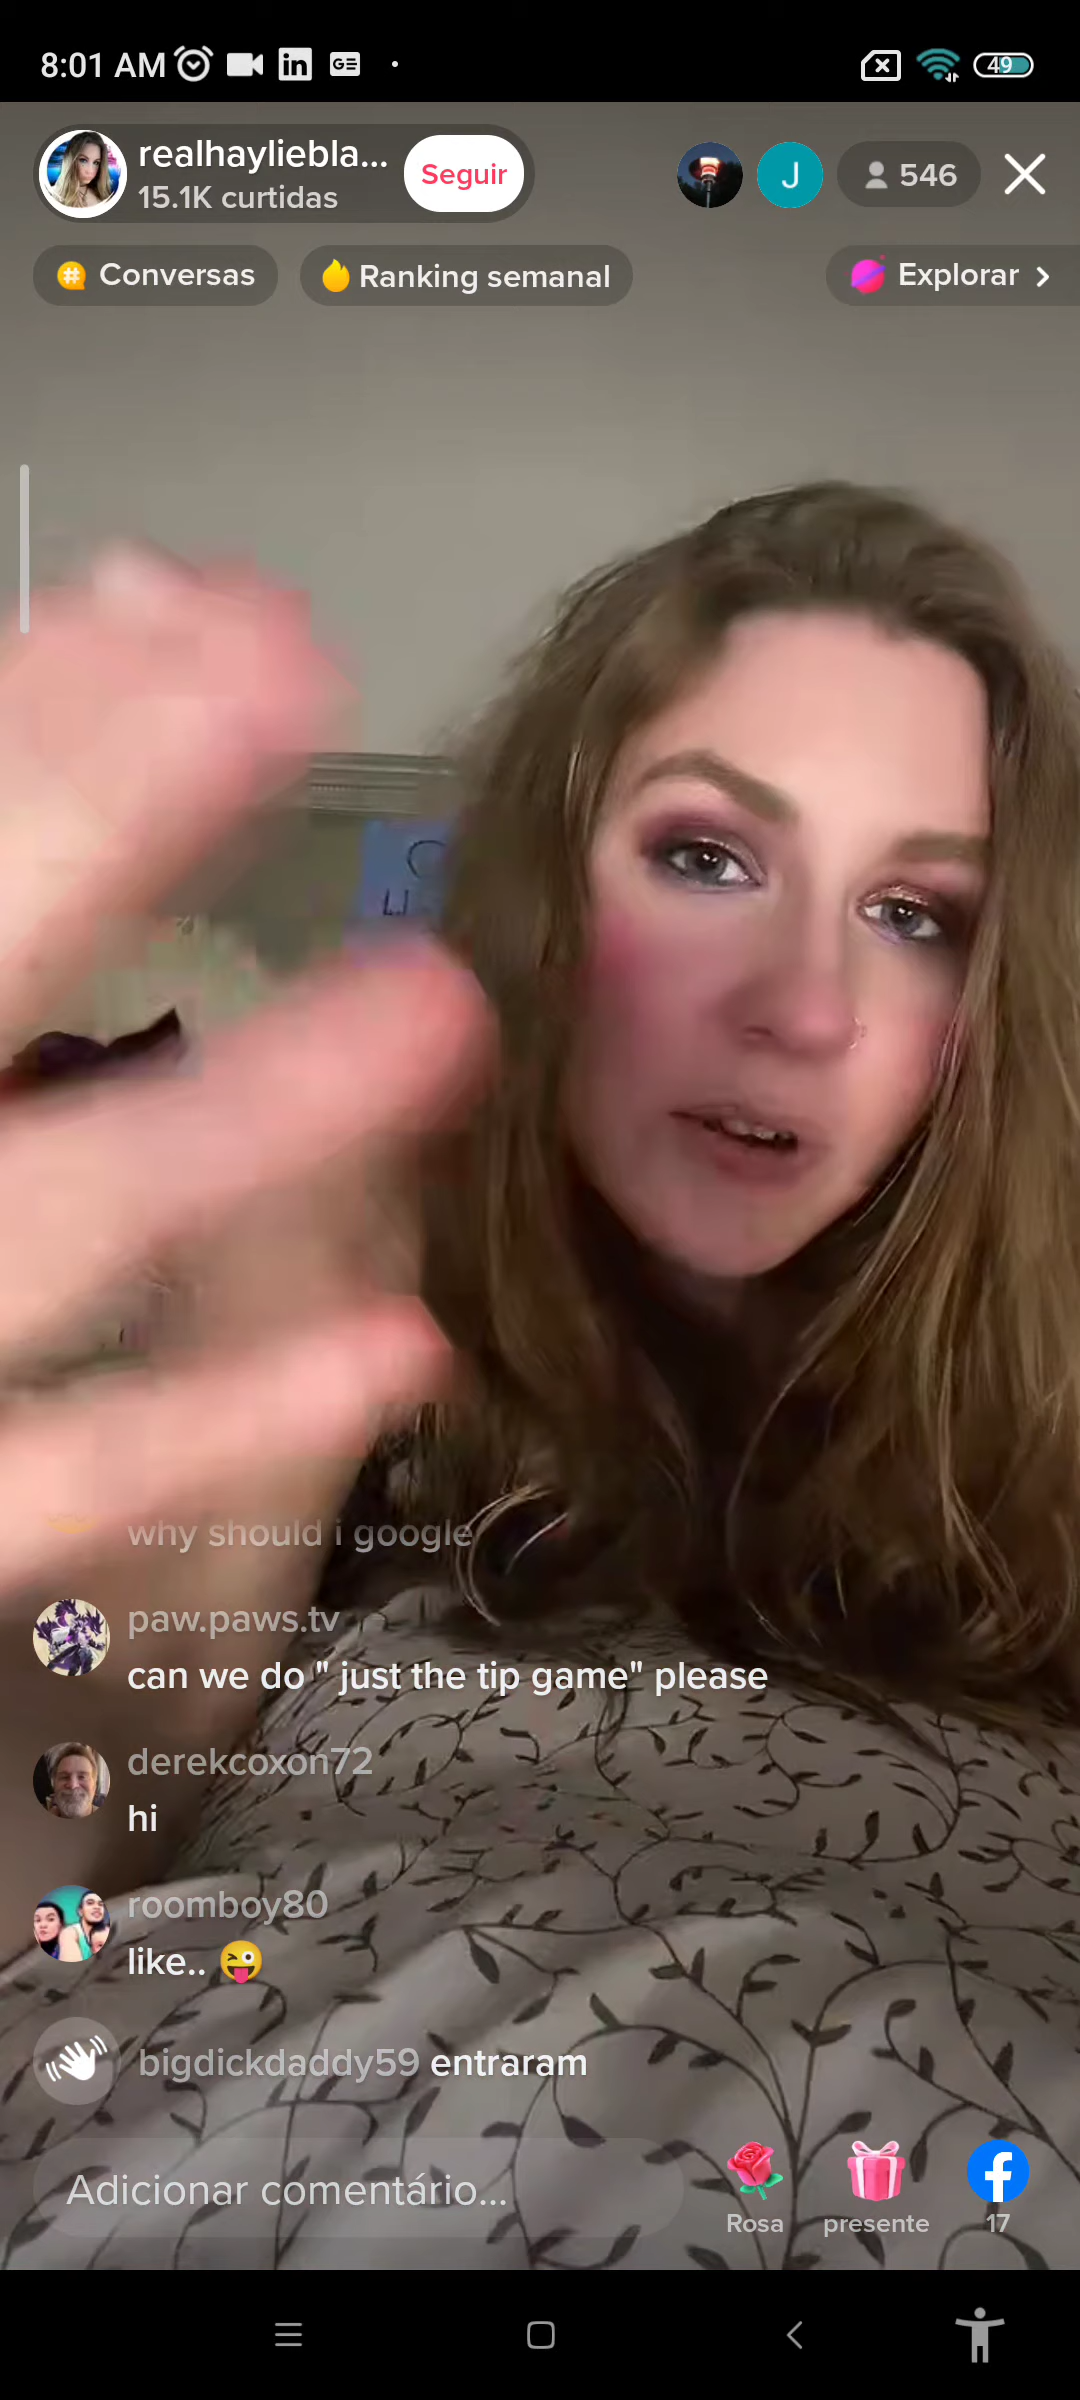 8:01 AM
49
realhayliebla...
15.1K curtidas
Seguir
J
546
Conversas
Ranking semanal
Explorar
why should i google
paw.paws.tv
can we do " just the tip game" please
derekcoxon72
hi
roomboy80
like.. 😜
bigdickdaddy59 entraram
Adicionar comentário...
Rosa
presente
17